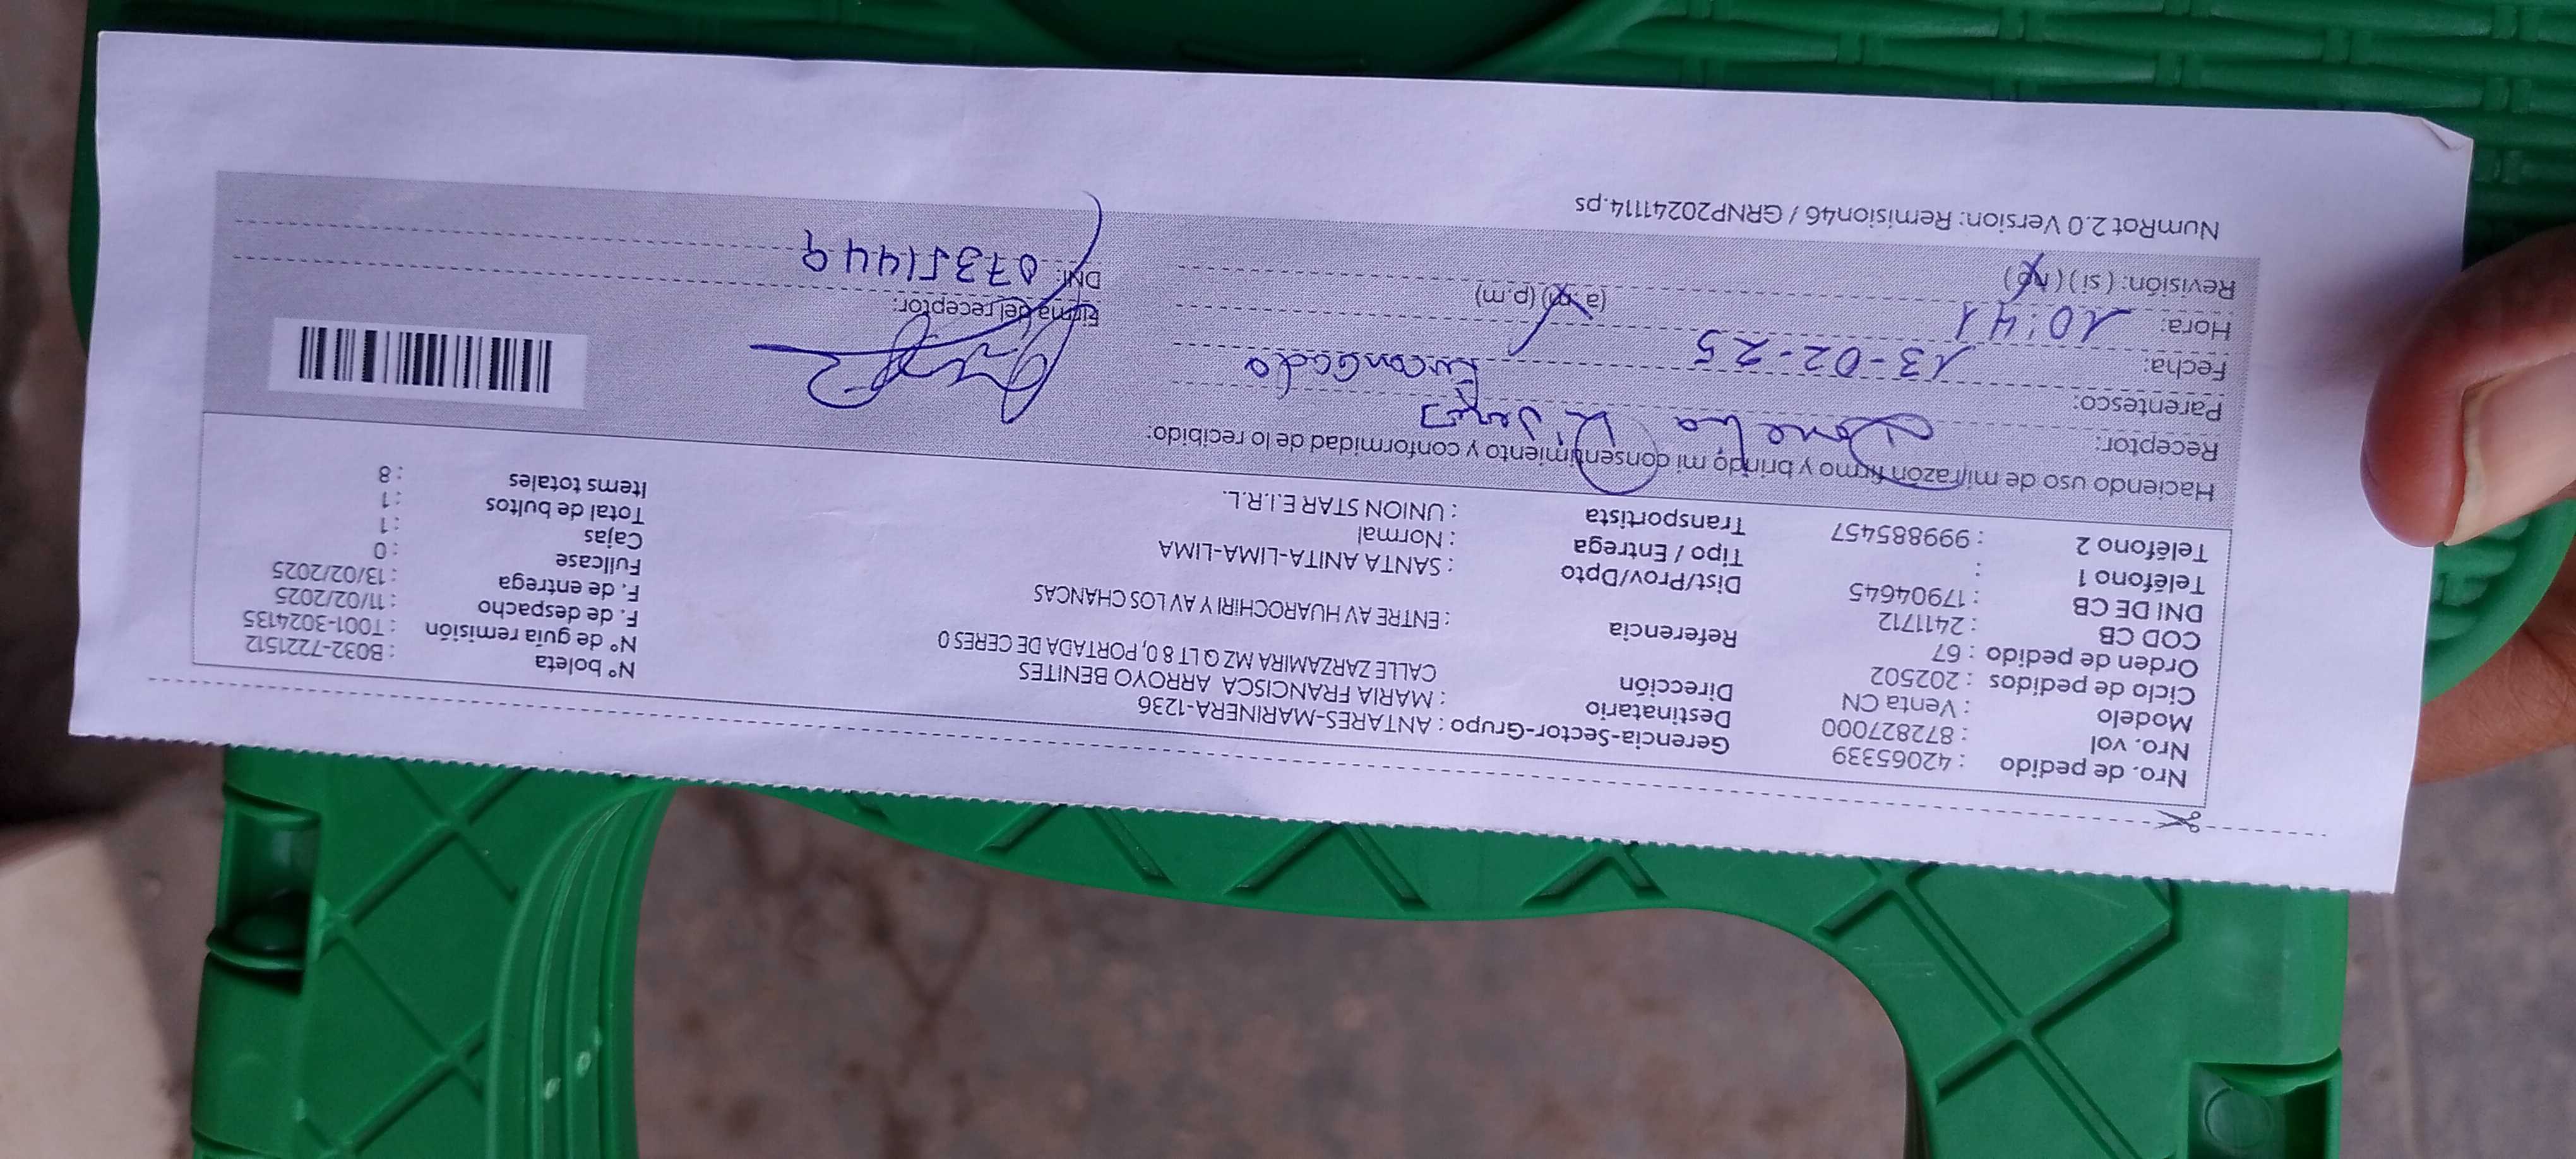 Nro. de pedido : 42065339
Nro. vol : 872827000
Modelo : Venta CN
Ciclo de pedidos : 202502
Orden de pedido : 67
COD CB : 2411712
DNI DE CB : 17904645
Teléfono 1 :
Teléfono 2 : 999885457
Gerencia-Sector-Grupo : ANTARES-MARINERA-1236
Destinatario : MARIA FRANCISCA ARROYO BENITES
Dirección CALLE ZARZAMIRA MZ Q LT 8 0, PORTADA DE CERES 0
Referencia : ENTRE AV HUAROCHIRI Y AV LOS CHANCAS
Dist/Prov/Dpto : SANTA ANITA-LIMA-LIMA
Tipo / Entrega : Normal
Transportista : UNION STAR E.I.R.L.
N° boleta : B032-7221512
N° de guía remisión : T001-3024135
F. de despacho : 11/02/2025
F. de entrega : 13/02/2025
Fullcase : 0
Cajas : 1
Total de bultos : 1
Items totales : 8
Haciendo uso de mi razón firmo y brindo mi consentimiento y conformidad de lo recibido:
Receptor:
Parentesco: Encargado
Fecha: 13-02-25
Hora: 10:41 (a.m) (p.m)
Revisión: (si) (no)
Firma del receptor:
DNI: 07351449
NumRot 2.0 Version: Remision46 / GRNP20241114.ps